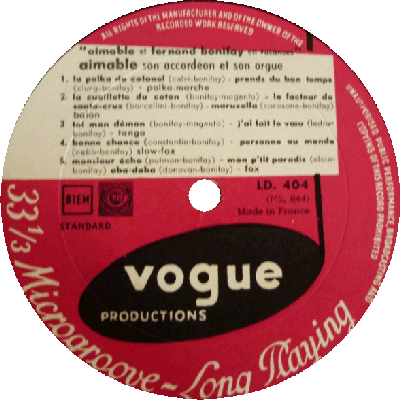 ALL RIGHTS OF THE MANUFACTURER AND OF THE OWNER OF THE
RECORDED WORK RESERVED
"aimable et fernand bonifay en vacances"
aimable son accordéon et son orgue
1. la polka du colonel (calvi-bonifay) - prends du bon temps
(clurgi-bonifay) - polka-marche
2. la cueillette du coton (bonifay-magenta) - le facteur de
santa-cruz (barcellini-bonifay) - maruzella (carosone-bonifay)
baion
3. toi mon démon (bonifay-magenta) - j'ai fait le vœu (ledru-
bonifay) - tango
4. bonne chance (constantin-bonifay) - personne au monde
(nebo-bonifay) slow-fox
5. monsieur écho (putman-bonifay) - mon p'tit paradis (alain-
bonifay) aba-daba (donovan-bonifay) - fox
BIEM
STANDARD
LD. 404
(MS. 844)
Made in France
UNAUTHORISED PUBLIC PERFORMANCE, BROADCASTING AND
COPYING OF THIS RECORD PROHIBITED
vogue
PRODUCTIONS
33 1/3 Microgroove - Long Playing